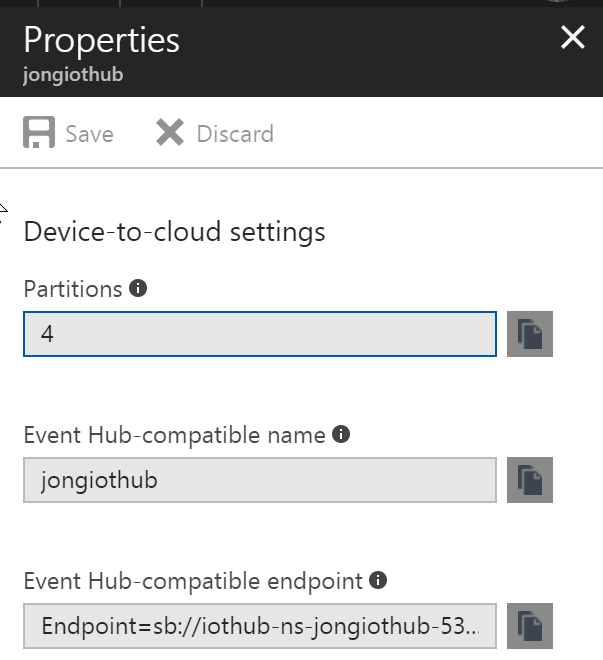 Properties
jongiothub
Save Discard
Device-to-cloud settings
Partitions
4
Event Hub-compatible name
jongiothub
Event Hub-compatible endpoint
Endpoint=sb://iothub-ns-jongiothub-53...